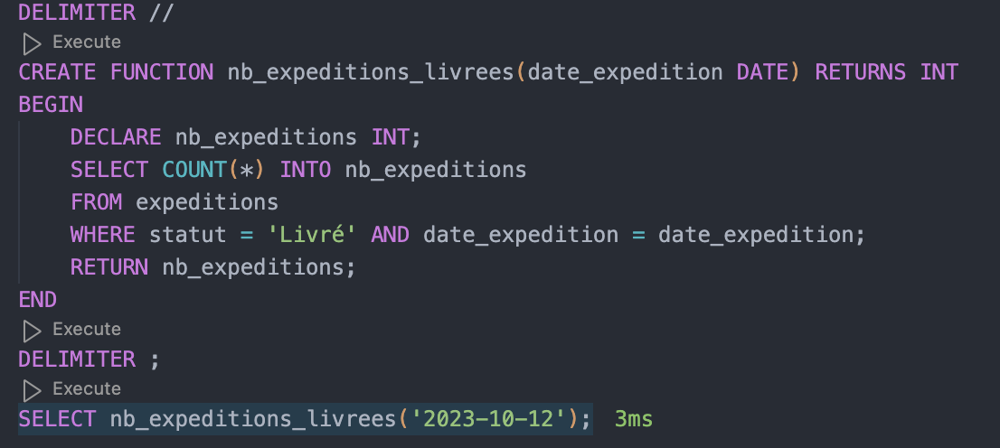 DELIMITER //
Execute
CREATE FUNCTION nb_expeditions_livrees(date_expedition DATE) RETURNS INT
BEGIN
DECLARE nb_expeditions INT;
SELECT COUNT(*) INTO nb_expeditions
FROM expeditions
WHERE statut = 'Livré' AND date_expedition = date_expedition;
RETURN nb_expeditions;
END
Execute
DELIMITER ;
Execute
SELECT nb_expeditions_livrees('2023-10-12'); 3ms